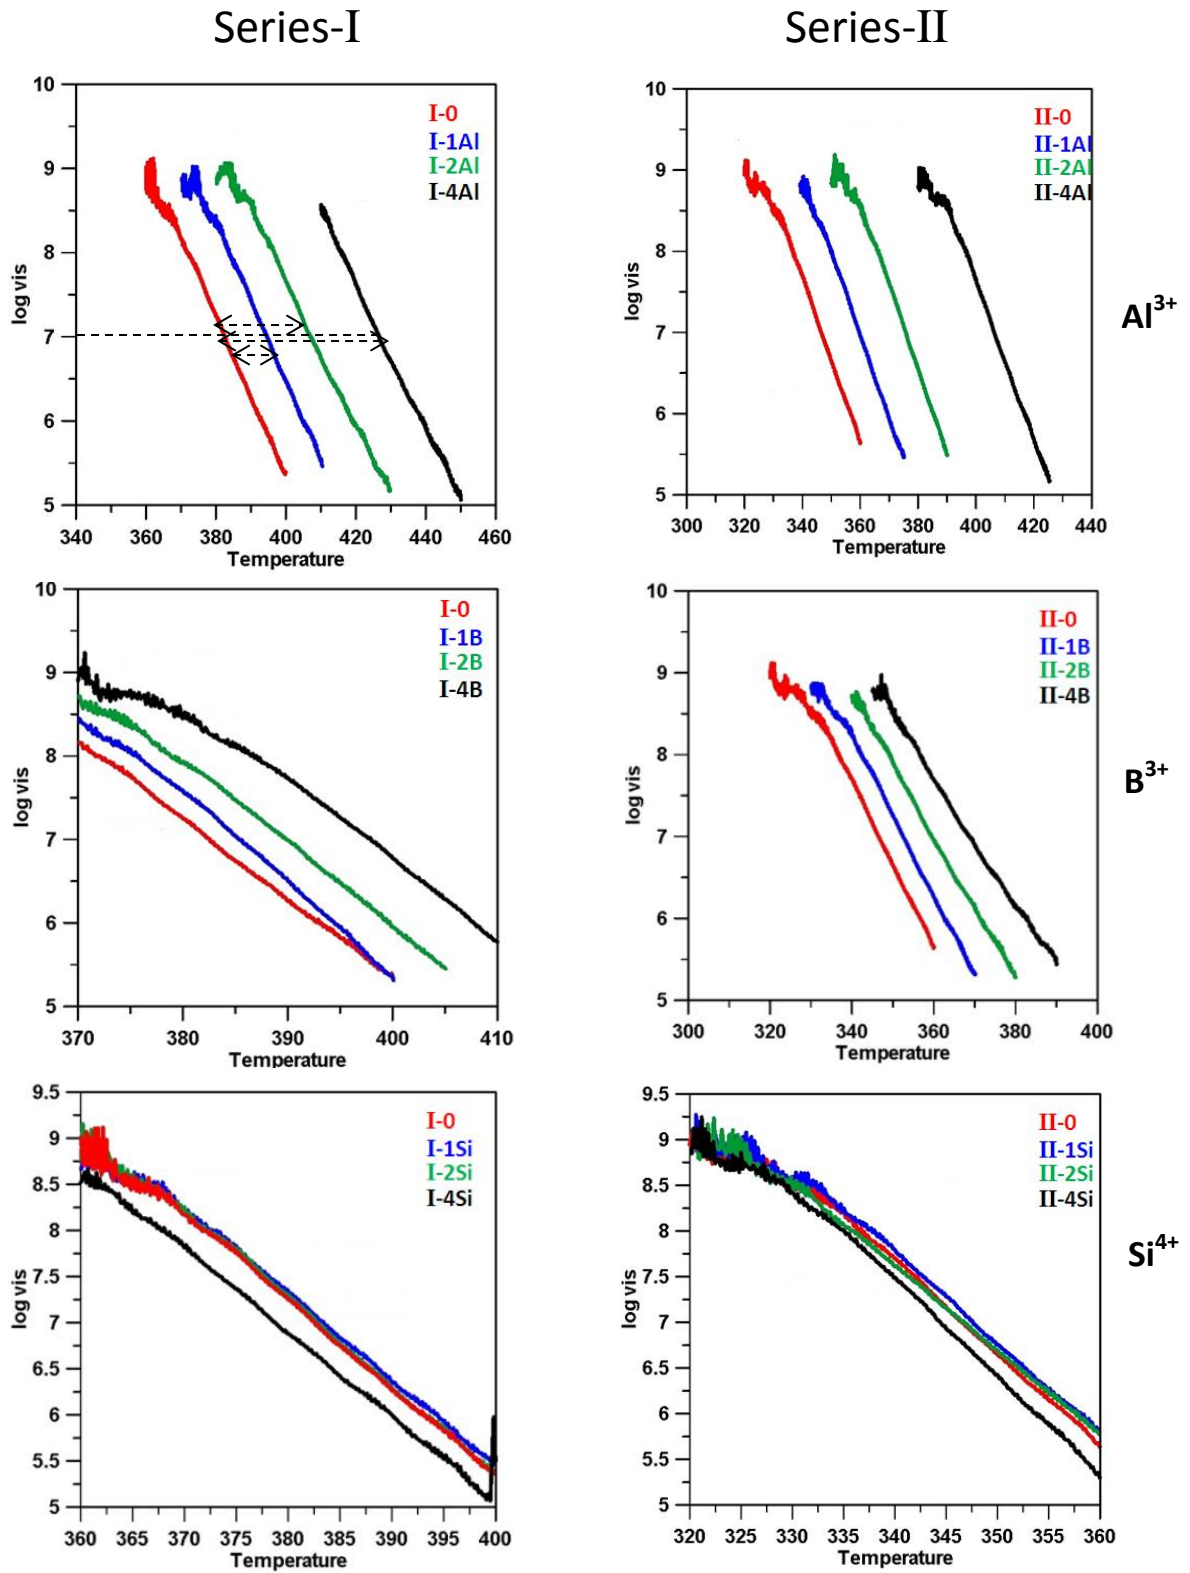 Series-I
Series-II
10
9
8
7
6
5
log vis
340
360
380
400
420
440
460
Temperature
I-0
I-1Al
I-2Al
I-4Al
10
9
8
7
6
5
log vis
300
320
340
360
380
400
420
440
Temperature
II-0
II-1Al
II-2Al
II-4Al
Al3+
10
9
8
7
6
5
log vis
370
380
390
400
410
Temperature
I-0
I-1B
I-2B
I-4B
10
9
8
7
6
5
log vis
300
320
340
360
380
400
Temperature
II-0
II-1B
II-2B
II-4B
B3+
9.5
9
8.5
8
7.5
7
6.5
6
5.5
5
log vis
360
365
370
375
380
385
390
395
400
Temperature
I-0
I-1Si
I-2Si
I-4Si
9.5
9
8.5
8
7.5
7
6.5
6
5.5
5
log vis
320
325
330
335
340
345
350
355
360
Temperature
II-0
II-1Si
II-2Si
II-4Si
Si4+